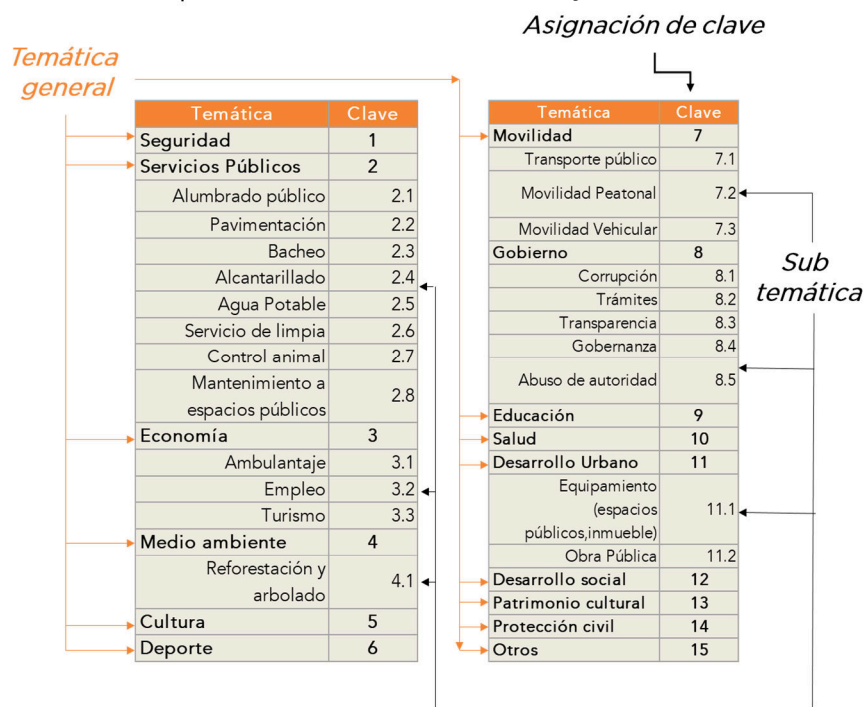 Asignación de clave
Temática
general
Temática Clave
Seguridad 1
Servicios Públicos 2
Alumbrado público 2.1
Pavimentación 2.2
Bacheo 2.3
Alcantarillado 2.4
Agua Potable 2.5
Servicio de limpia 2.6
Control animal 2.7
Mantenimiento a
espacios públicos 2.8
Economía 3
Ambulantaje 3.1
Empleo 3.2
Turismo 3.3
Medio ambiente 4
Reforestación y
arbolado 4.1
Cultura 5
Deporte 6
Temática Clave
Movilidad 7
Transporte público 7.1
Movilidad Peatonal 7.2
Movilidad Vehicular 7.3
Gobierno 8
Corrupción 8.1
Trámites 8.2
Transparencia 8.3
Gobernanza 8.4
Abuso de autoridad 8.5
Educación 9
Salud 10
Desarrollo Urbano 11
Equipamiento
(espacios 11.1
públicos,inmueble)
Obra Pública 11.2
Desarrollo social 12
Patrimonio cultural 13
Protección civil 14
Otros 15
Sub
temática